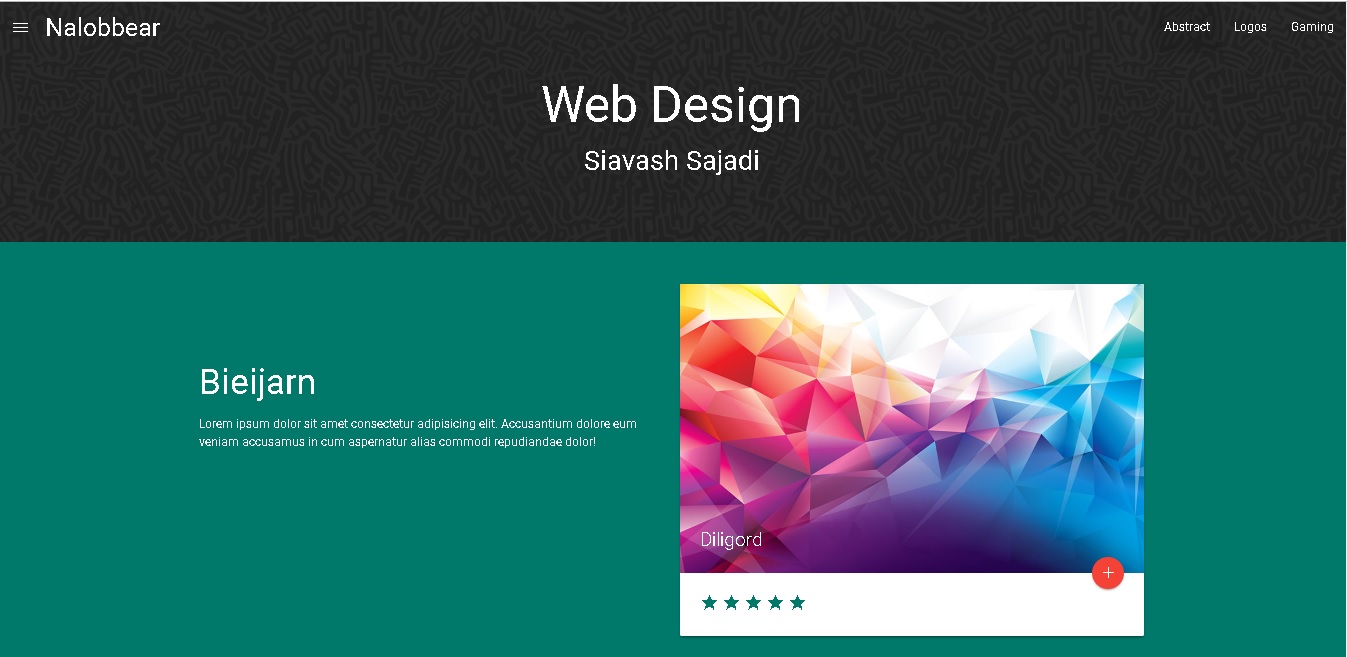 Nalobbear
Abstract Logos Gaming
Web Design
Siavash Sajadi
Bieijarn
Lorem ipsum dolor sit amet consectetur adipisicing elit. Accusantium dolore eum
veniam accusamus in cum aspernatur alias commodi repudiandae dolor!
Diligord